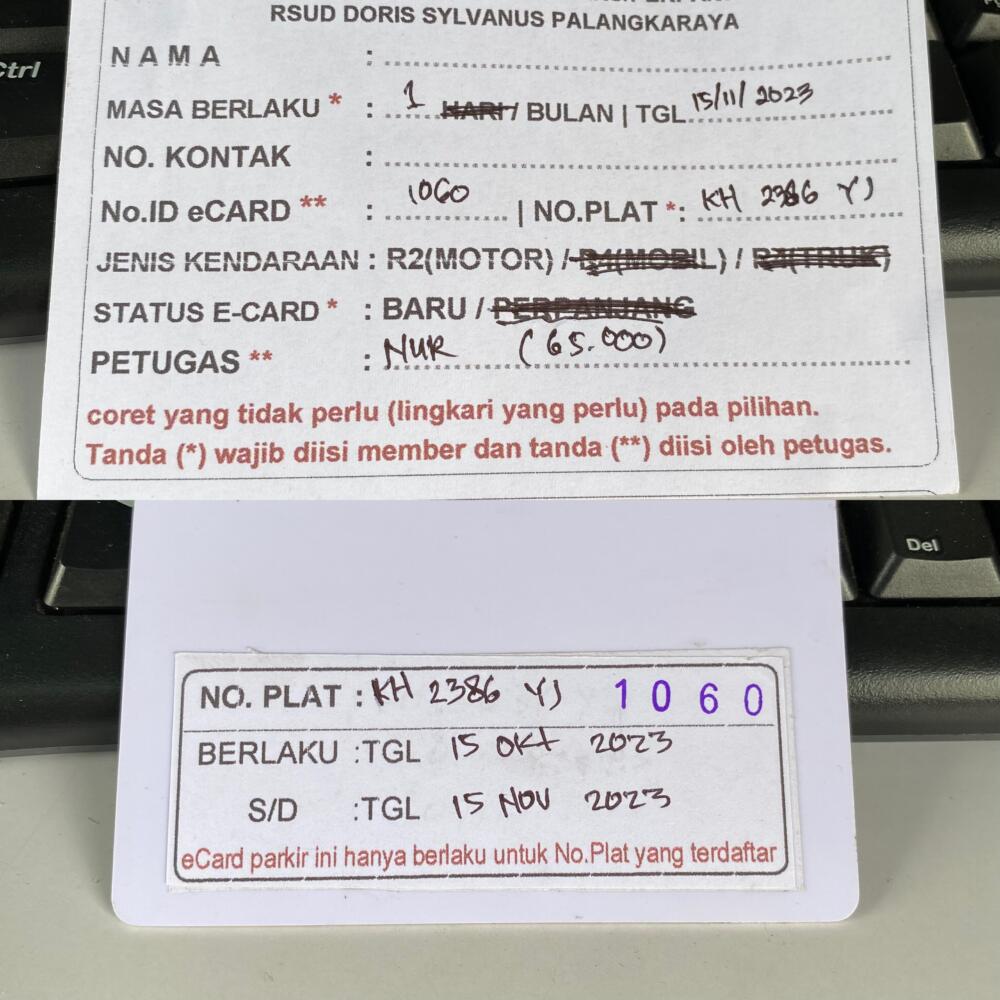 RSUD DORIS SYLVANUS PALANGKARAYA
Ctrl
NAMA :
MASA BERLAKU * : 1 HARI / BULAN | TGL 15/11/2023
NO. KONTAK :
No.ID eCARD ** : 1060 | NO.PLAT *: KH 2386 YJ
JENIS KENDARAAN : R2(MOTOR) / R4(MOBIL) / R7(TRUK)
STATUS E-CARD * : BARU / PERPANJANG
PETUGAS ** : NUR (65.000)
coret yang tidak perlu (lingkari yang perlu) pada pilihan.
Tanda (*) wajib diisi member dan tanda (**) diisi oleh petugas.
Del
NO. PLAT : KH 2386 YJ 1060
BERLAKU :TGL 15 OKT 2023
S/D :TGL 15 NOV 2023
eCard parkir ini hanya berlaku untuk No.Plat yang terdaftar